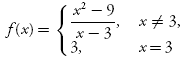 f(x) = { (x² − 9)/(x − 3), x ≠ 3,
3, x = 3